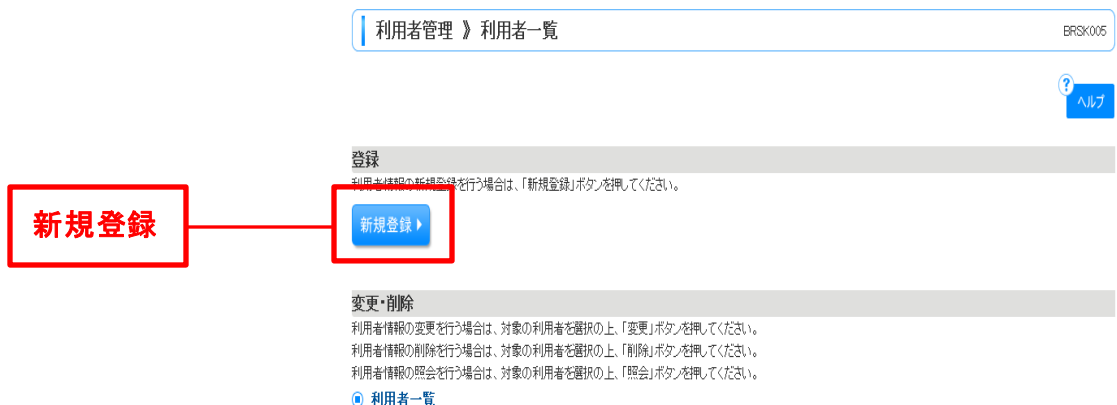 利用者管理 》 利用者一覧
BRSK005
?
ヘルプ
登録
利用者情報の新規登録を行う場合は、「新規登録」ボタンを押してください。
新規登録
新規登録
変更・削除
利用者情報の変更を行う場合は、対象の利用者を選択の上、「変更」ボタンを押してください。
利用者情報の削除を行う場合は、対象の利用者を選択の上、「削除」ボタンを押してください。
利用者情報の照会を行う場合は、対象の利用者を選択の上、「照会」ボタンを押してください。
利用者一覧